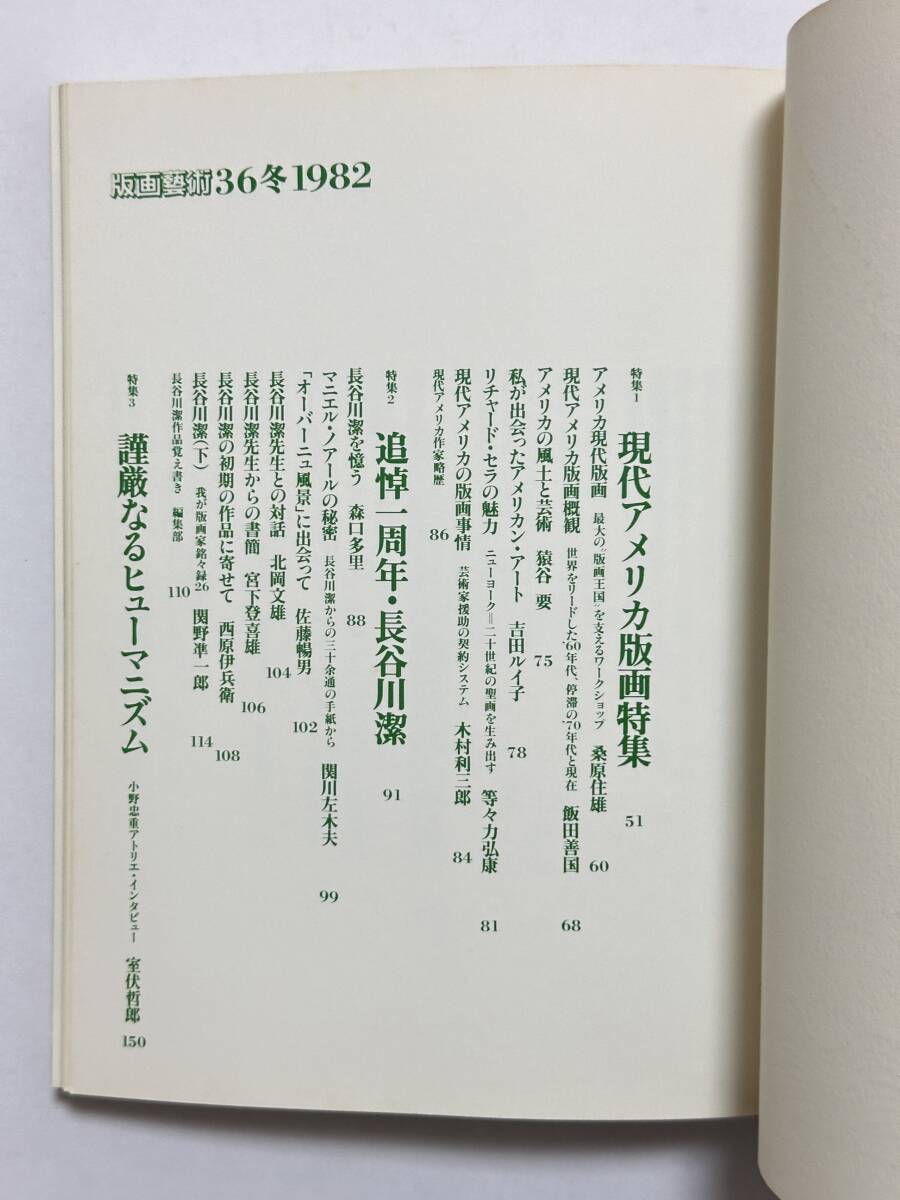 版画藝術36冬1982
特集1 現代アメリカ版画特集 51
アメリカ現代版画 最大の"版画王国"を支えるワークショップ 桑原住雄 60
現代アメリカ版画概観 世界をリードした'60年代、停滞の'70年代と現在 飯田善国 68
アメリカの風土と芸術 猿谷 要 75
私が出会ったアメリカン・アート 吉田ルイ子 78
リチャード・セラの魅力 ニューヨーク＝二十世紀の聖画を生み出す 等々力弘康 81
現代アメリカの版画事情 芸術家援助の契約システム 木村利三郎 84
現代アメリカ作家略歴 86
特集2 追悼一周年・長谷川潔 91
長谷川潔を憶う 森口多里 88
マニエル・ノアールの秘密 長谷川潔からの三十余通の手紙から 関川左木夫 99
「オーバーニュ風景」に出会って 佐藤暢男 102
長谷川潔先生との対話 北岡文雄 104
長谷川潔先生からの書簡 宮下登喜雄 106
長谷川潔の初期の作品に寄せて 西原伊兵衛 108
長谷川潔（下） 我が版画家銘々録26 関野凖一郎 114
長谷川潔作品覚え書き 編集部 110
特集3 謹厳なるヒューマニズム 小野忠重アトリエ・インタビュー 室伏哲郎 150